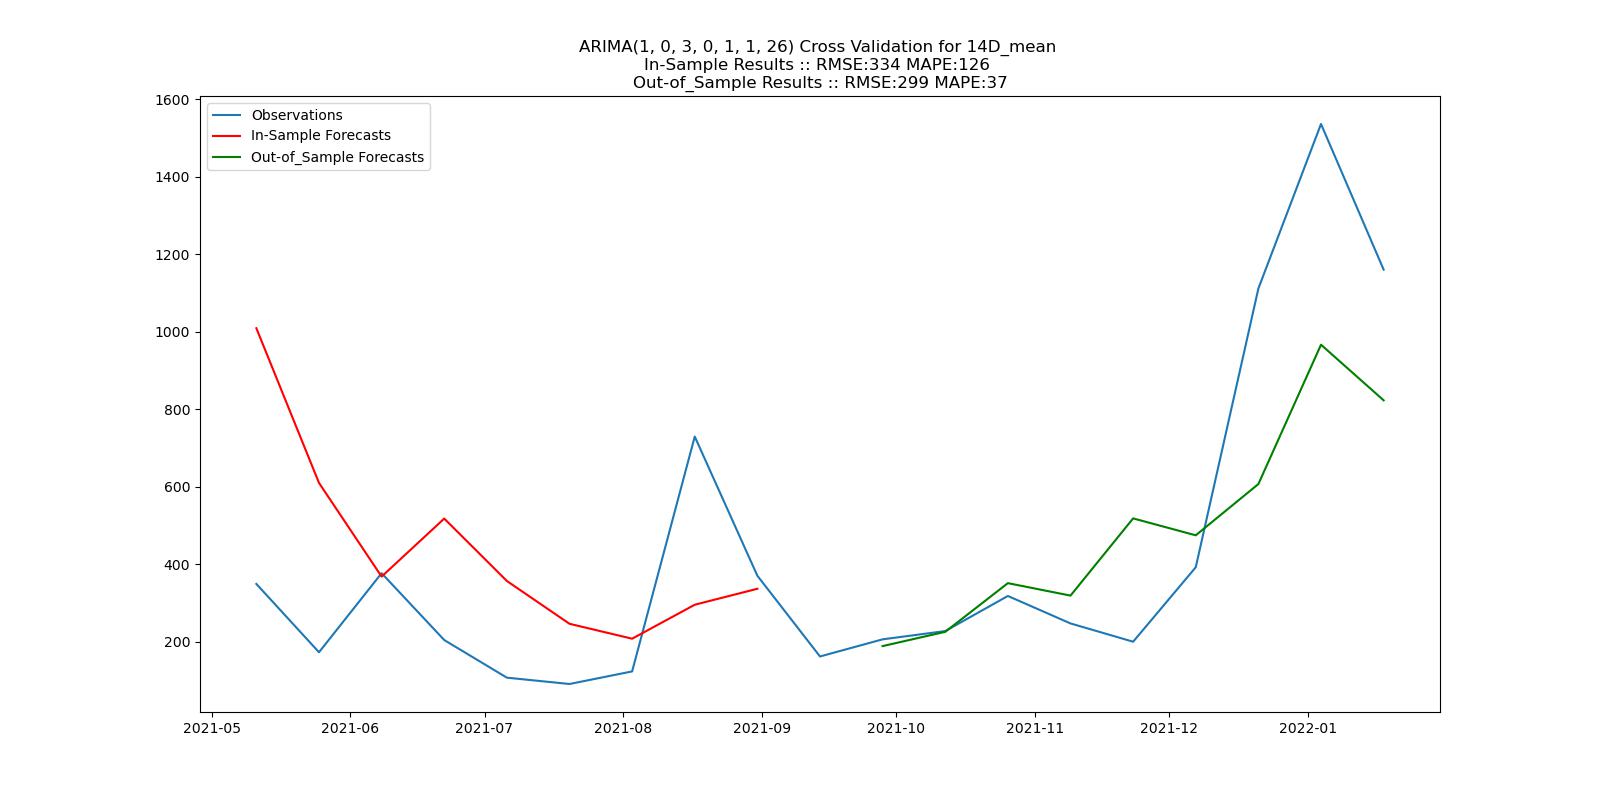 ARIMA(1, 0, 3, 0, 1, 1, 26) Cross Validation for 14D_mean
In-Sample Results :: RMSE:334 MAPE:126
Out-of_Sample Results :: RMSE:299 MAPE:37
Observations
In-Sample Forecasts
Out-of_Sample Forecasts
1600
1400
1200
1000
800
600
400
200
2021-05
2021-06
2021-07
2021-08
2021-09
2021-10
2021-11
2021-12
2022-01